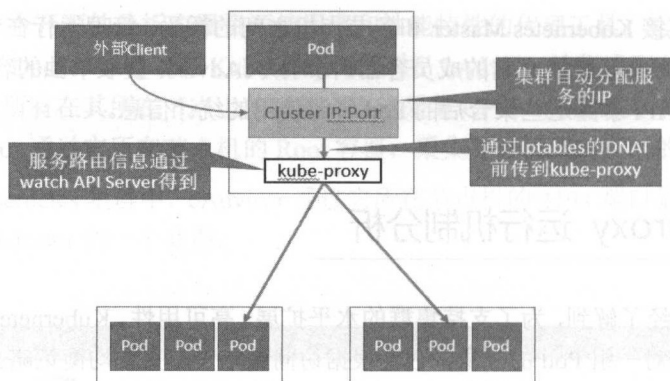 外部Client
Pod
Cluster IP:Port
集群自动分配服
务的IP
服务路由信息通过
watch API Server得到
kube-proxy
通过Iptables的DNAT
前传到kube-proxy
Pod Pod Pod
Pod Pod Pod